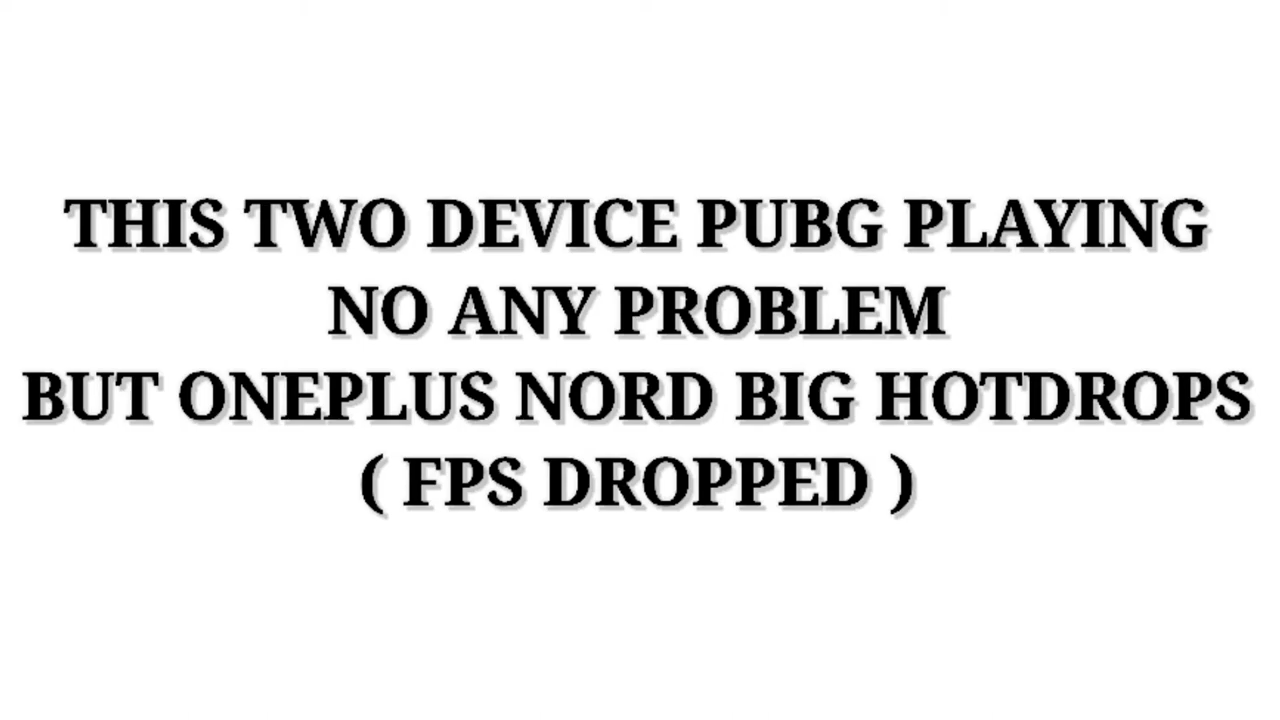 THIS TWO DEVICE PUBG PLAYING
NO ANY PROBLEM
BUT ONEPLUS NORD BIG HOTDROPS
( FPS DROPPED )